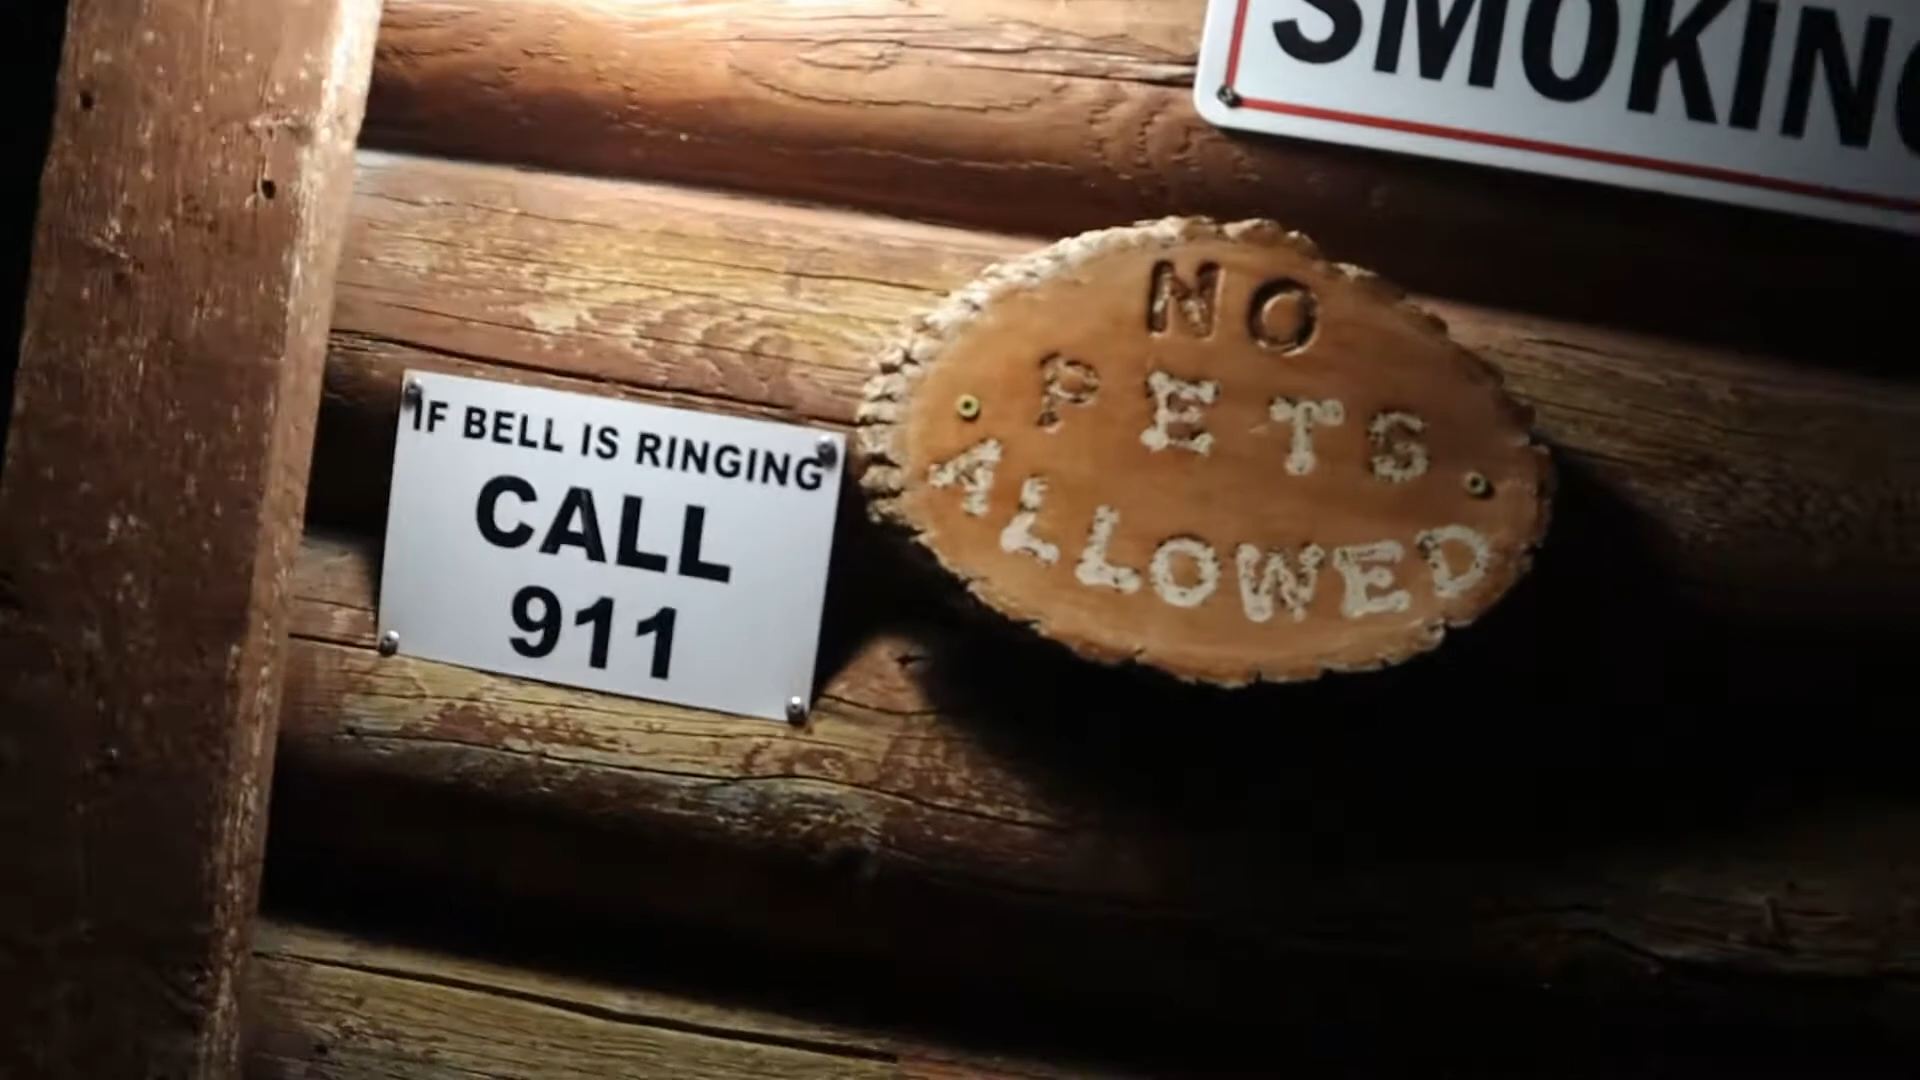 SMOKING
NO
PETS
ALLOWED
IF BELL IS RINGING
CALL
911